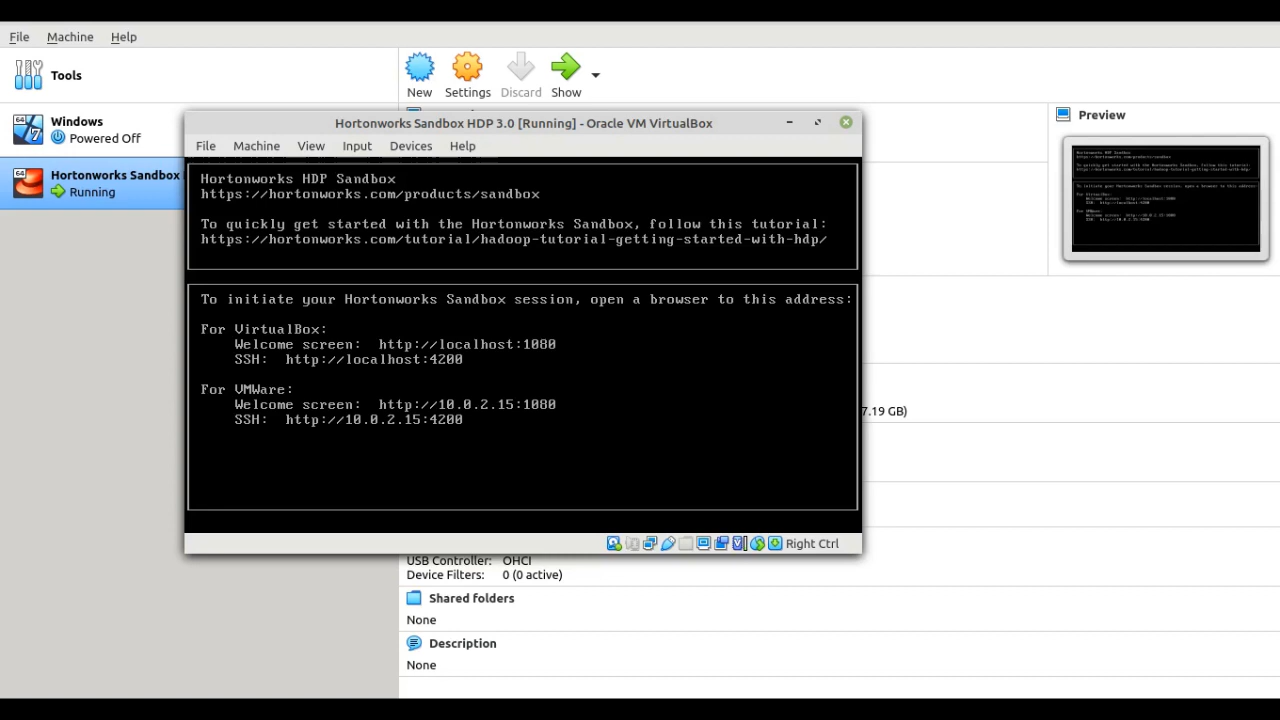 File Machine Help
Tools
New Settings Discard Show
Windows
Powered Off
Hortonworks Sandbox
Running
Preview
Hortonworks Sandbox HDP 3.0 [Running] - Oracle VM VirtualBox
File Machine View Input Devices Help
Hortonworks HDP Sandbox
https://hortonworks.com/products/sandbox
To quickly get started with the Hortonworks Sandbox, follow this tutorial:
https://hortonworks.com/tutorial/hadoop-tutorial-getting-started-with-hdp/
To initiate your Hortonworks Sandbox session, open a browser to this address:
For VirtualBox:
Welcome screen: http://localhost:1080
SSH: http://localhost:4200
For VMWare:
Welcome screen: http://10.0.2.15:1080
SSH: http://10.0.2.15:4200
Right Ctrl
7.19 GB)
USB Controller: OHCI
Device Filters: 0 (0 active)
Shared folders
None
Description
None